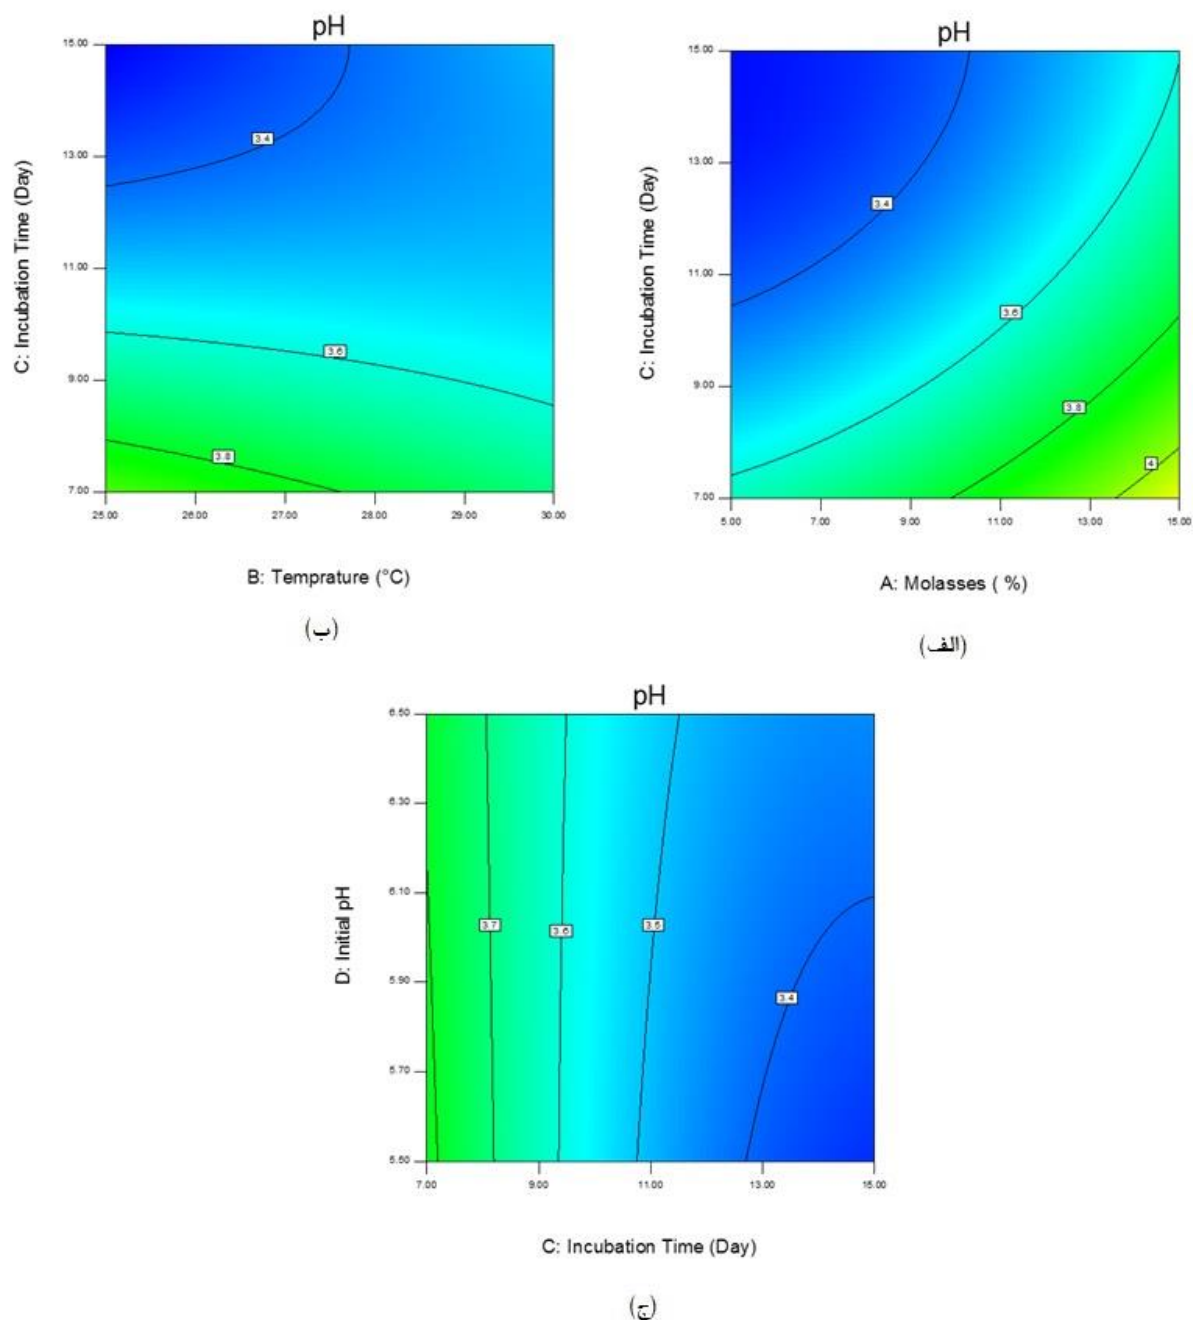 pH
15.00
13.00
11.00
9.00
7.00
C: Incubation Time (Day)
3.4
3.6
3.8
25.00 26.00 27.00 28.00 29.00 30.00
B: Temprature (°C)
(ب)
pH
15.00
13.00
11.00
9.00
7.00
C: Incubation Time (Day)
3.4
3.6
3.8
4
5.00 7.00 9.00 11.00 13.00 15.00
A: Molasses ( %)
(الف)
pH
6.50
6.30
6.10
5.90
5.70
5.50
D: Initial pH
3.7
3.6
3.5
3.4
7.00 9.00 11.00 13.00 15.00
C: Incubation Time (Day)
(ج)